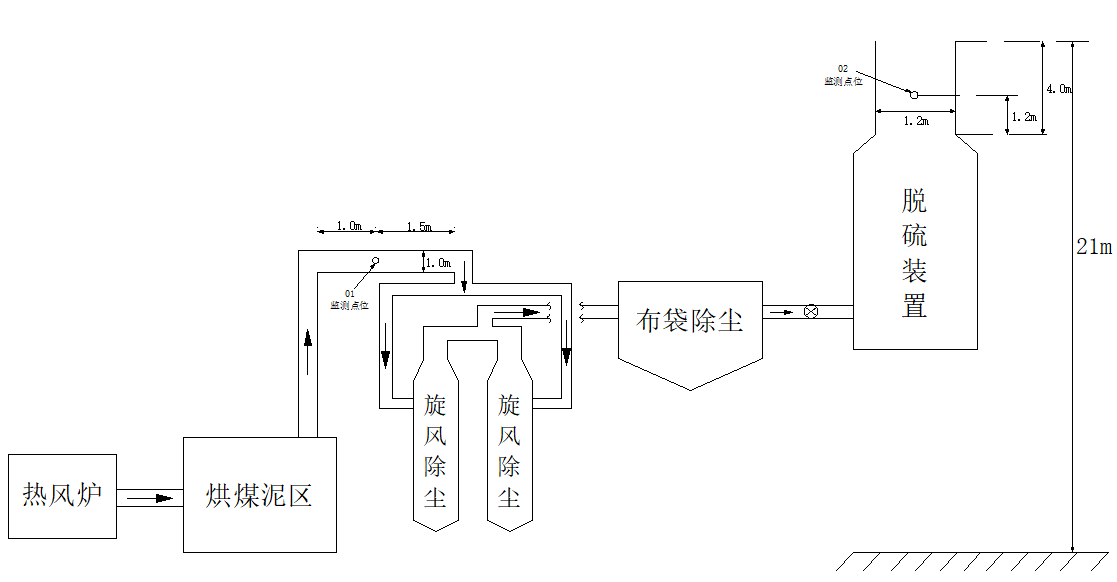 02
监测点位
4.0m
1.2m
1.2m
脱硫装置
21m
1.0m
1.5m
1.0m
01
监测点位
布袋除尘
旋风除尘
旋风除尘
热风炉
烘煤泥区